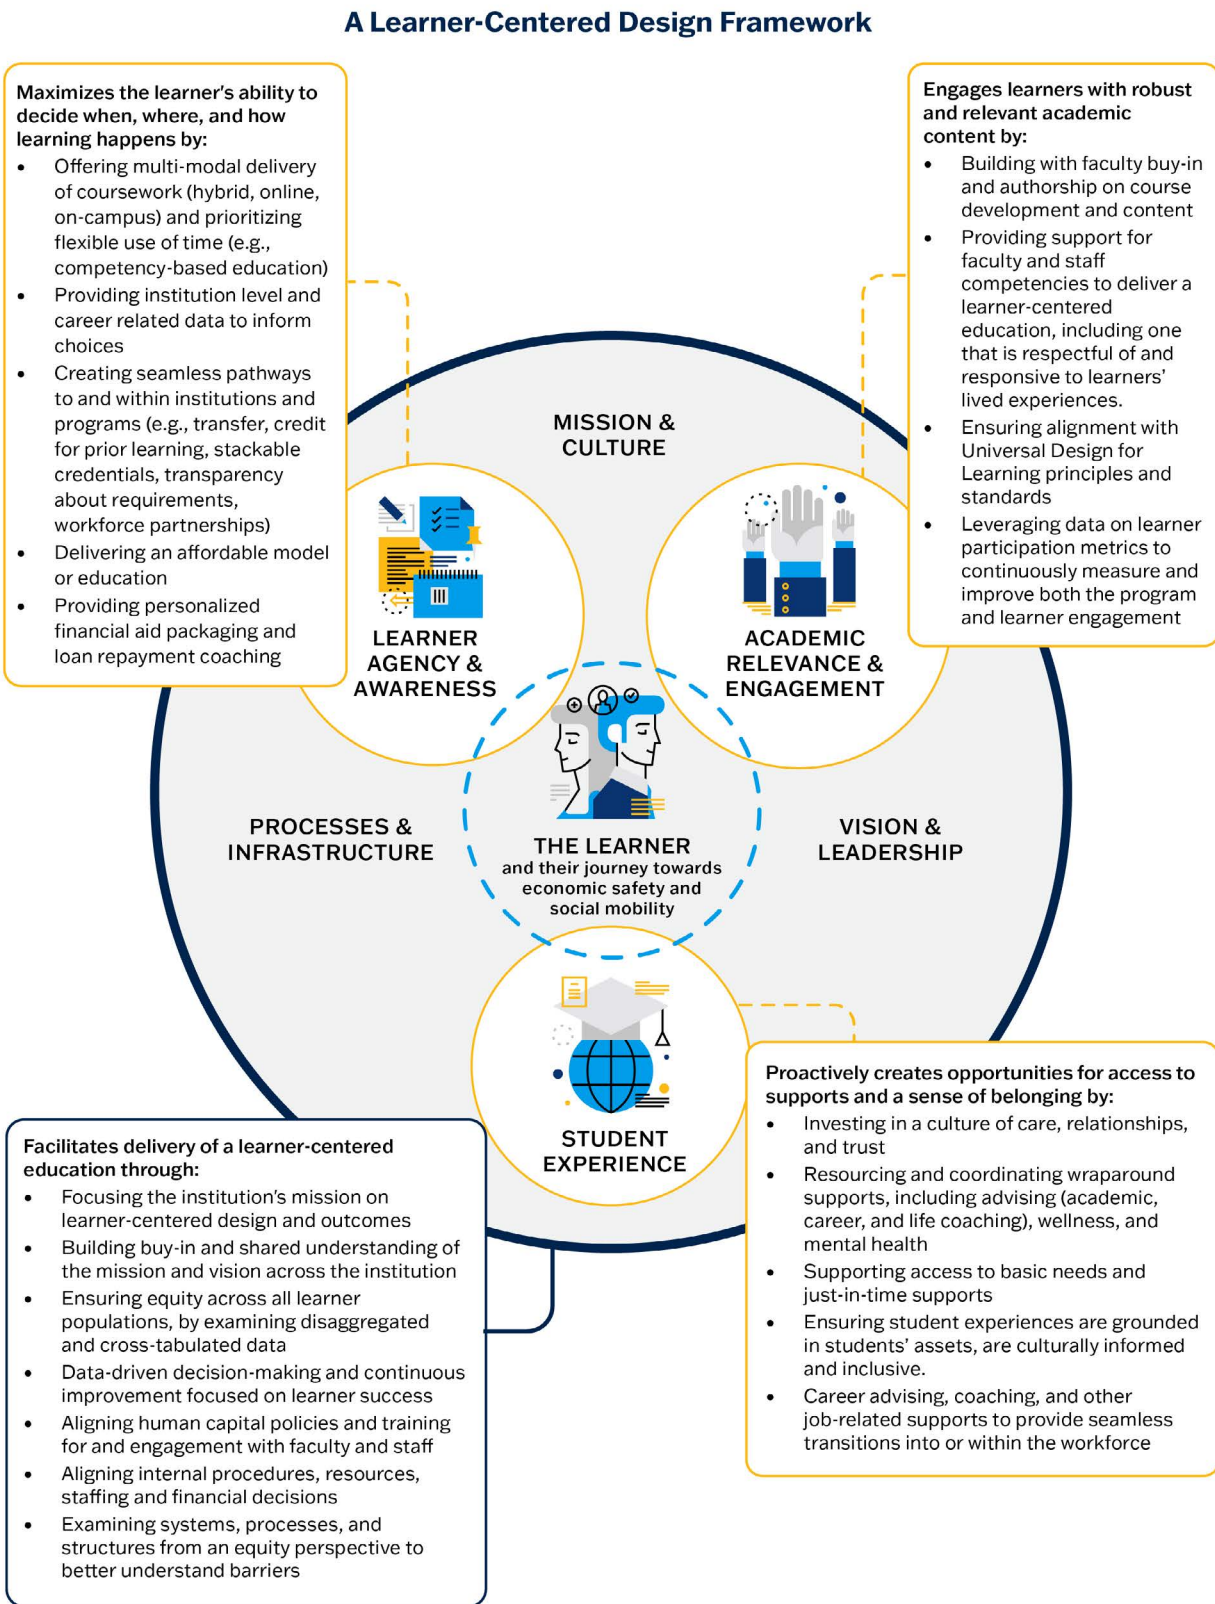 A Learner-Centered Design Framework
Maximizes the learner's ability to
decide when, where, and how
learning happens by:
• Offering multi-modal delivery
of coursework (hybrid, online,
on-campus) and prioritizing
flexible use of time (e.g.,
competency-based education)
• Providing institution level and
career related data to inform
choices
• Creating seamless pathways
to and within institutions and
programs (e.g., transfer, credit
for prior learning, stackable
credentials, transparency
about requirements,
workforce partnerships)
• Delivering an affordable model
or education
• Providing personalized
financial aid packaging and
loan repayment coaching
Engages learners with robust
and relevant academic
content by:
• Building with faculty buy-in
and authorship on course
development and content
• Providing support for
faculty and staff
competencies to deliver a
learner-centered
education, including one
that is respectful of and
responsive to learners'
lived experiences.
• Ensuring alignment with
Universal Design for
Learning principles and
standards
• Leveraging data on learner
participation metrics to
continuously measure and
improve both the program
and learner engagement
MISSION &
CULTURE
LEARNER
AGENCY &
AWARENESS
ACADEMIC
RELEVANCE &
ENGAGEMENT
PROCESSES &
INFRASTRUCTURE
THE LEARNER
and their journey towards
economic safety and
social mobility
VISION &
LEADERSHIP
STUDENT
EXPERIENCE
Proactively creates opportunities for access to
supports and a sense of belonging by:
• Investing in a culture of care, relationships,
and trust
• Resourcing and coordinating wraparound
supports, including advising (academic,
career, and life coaching), wellness, and
mental health
• Supporting access to basic needs and
just-in-time supports
• Ensuring student experiences are grounded
in students' assets, are culturally informed
and inclusive.
• Career advising, coaching, and other
job-related supports to provide seamless
transitions into or within the workforce
Facilitates delivery of a learner-centered
education through:
• Focusing the institution's mission on
learner-centered design and outcomes
• Building buy-in and shared understanding of
the mission and vision across the institution
• Ensuring equity across all learner
populations, by examining disaggregated
and cross-tabulated data
• Data-driven decision-making and continuous
improvement focused on learner success
• Aligning human capital policies and training
for and engagement with faculty and staff
• Aligning internal procedures, resources,
staffing and financial decisions
• Examining systems, processes, and
structures from an equity perspective to
better understand barriers